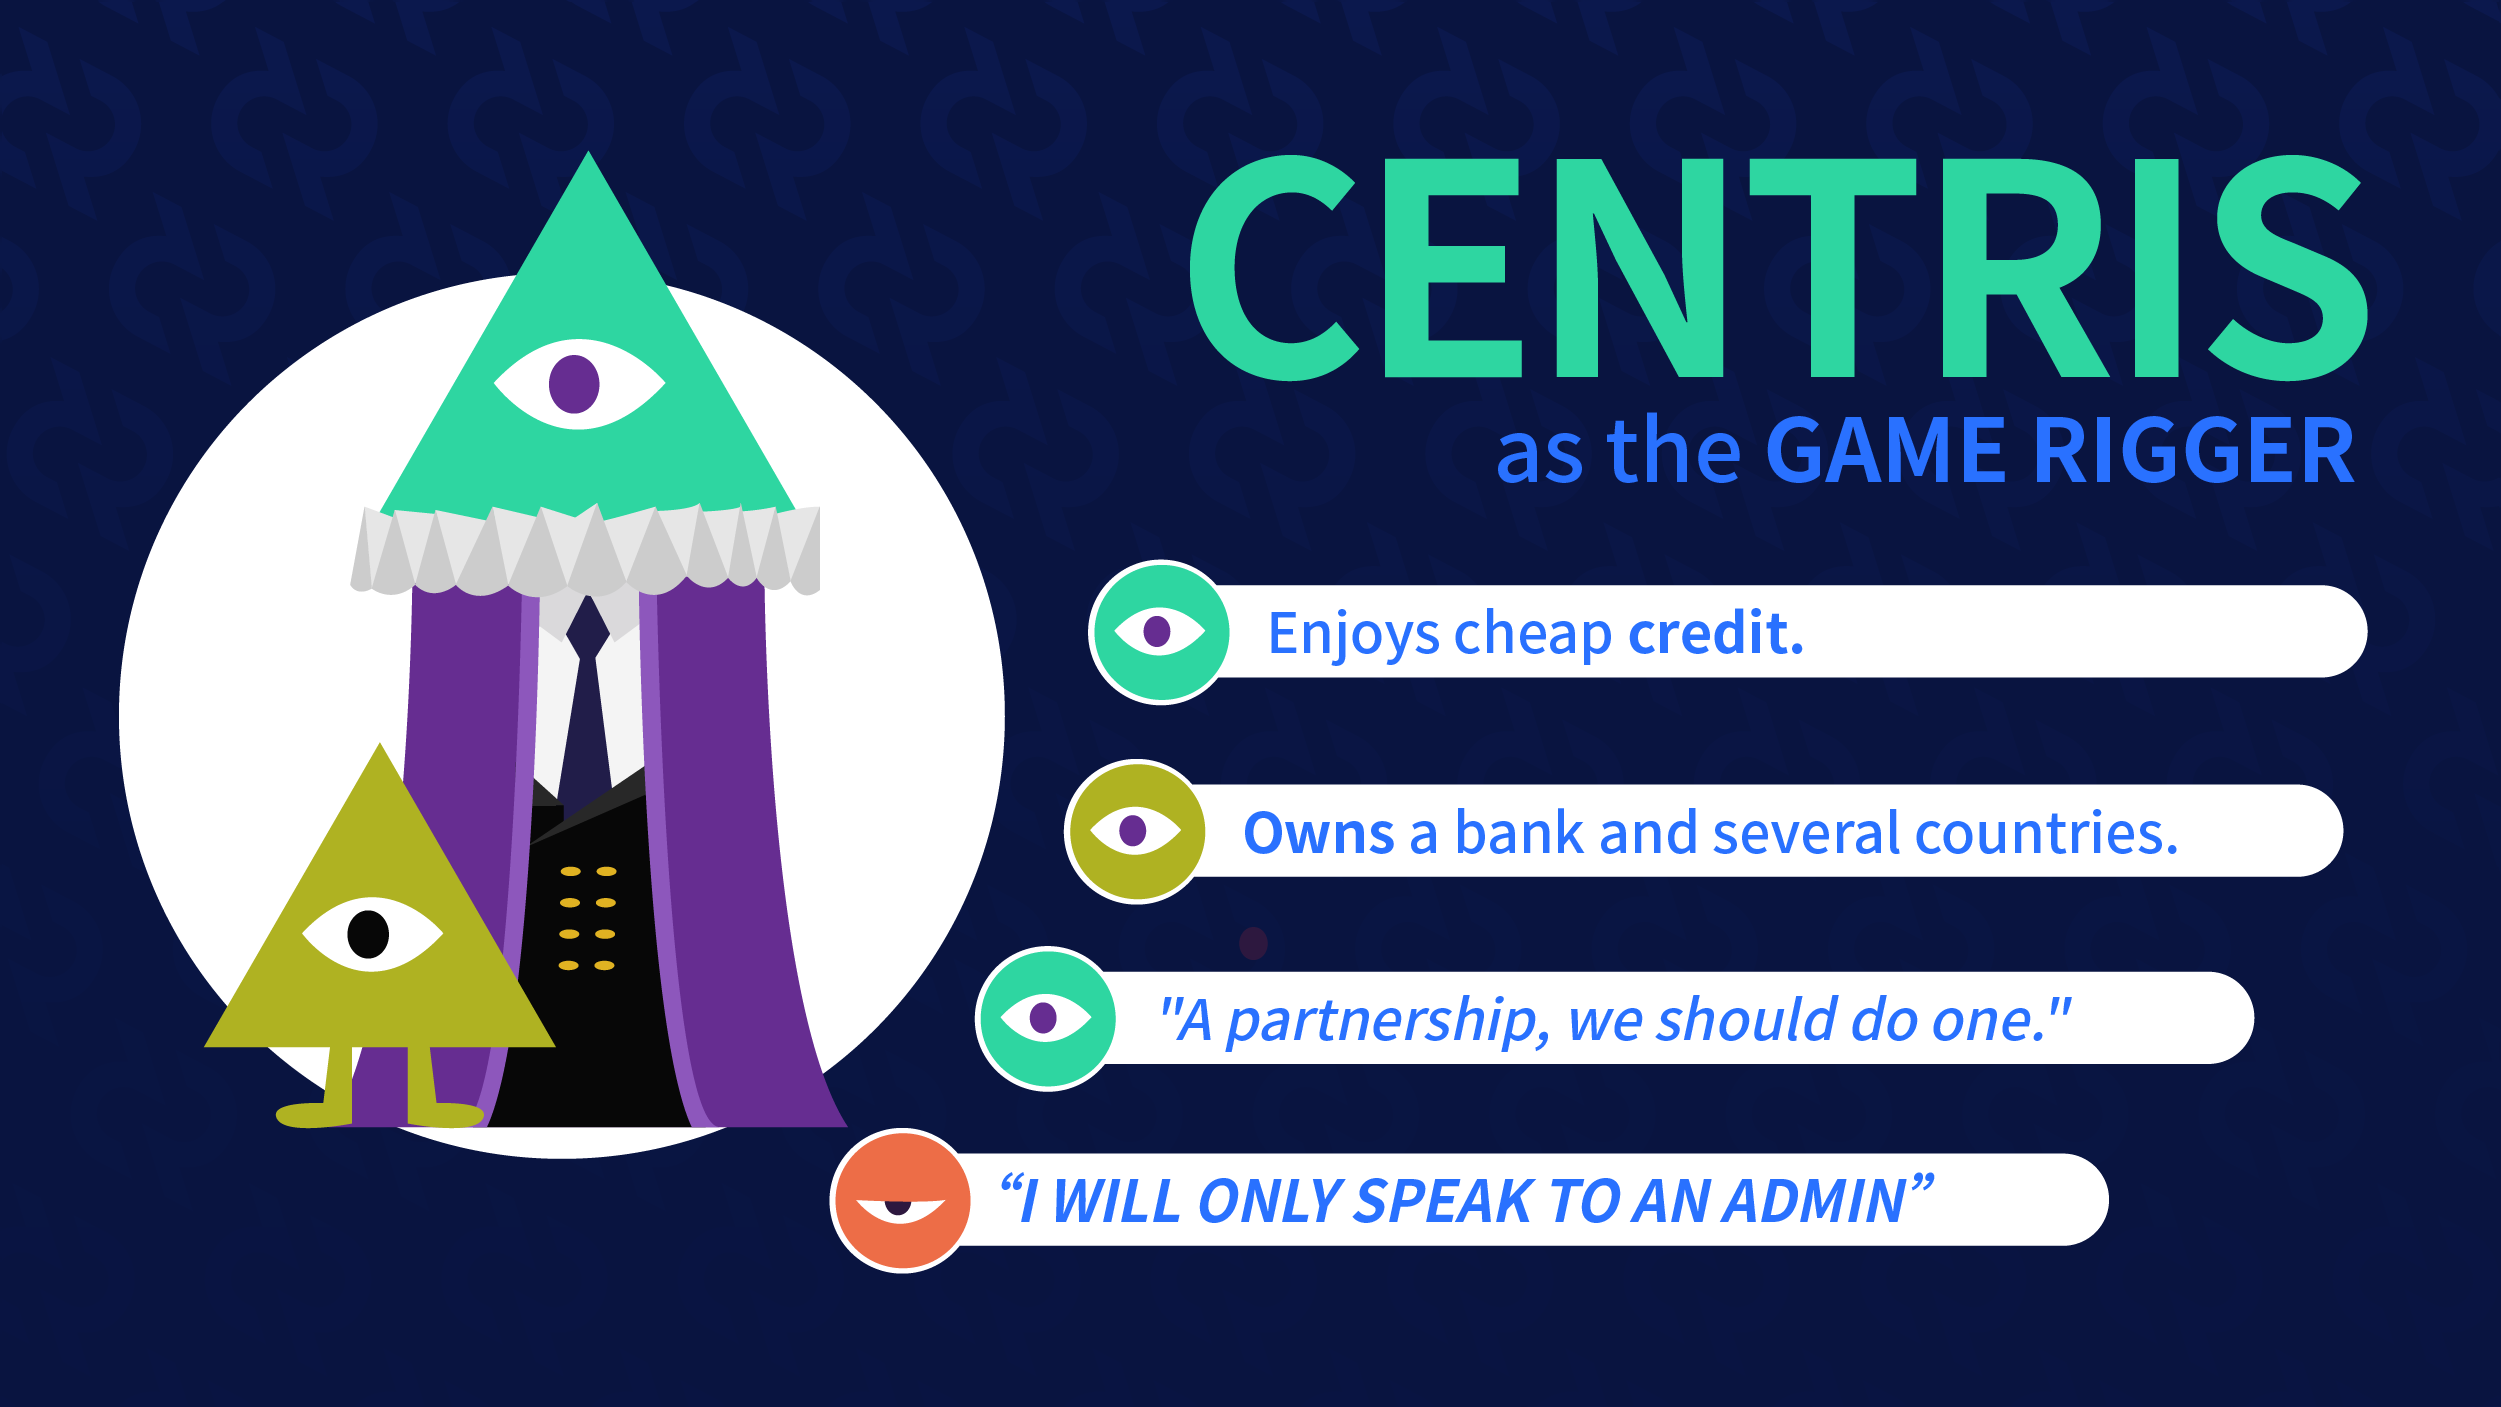 CENTRIS
as the GAME RIGGER
Enjoys cheap credit.
Owns a bank and several countries.
"A partnership, we should do one."
“I WILL ONLY SPEAK TO AN ADMIN”